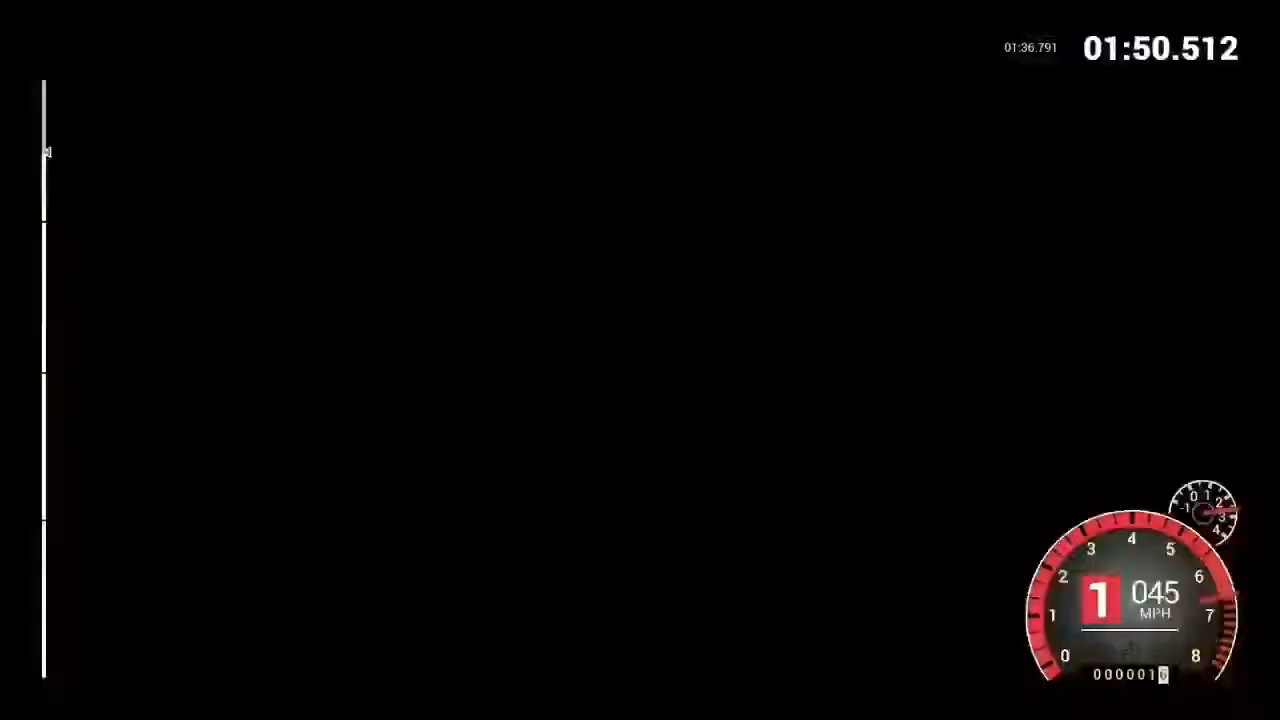 01:36.791 01:50.512
-1 0 1 2 3 4
0 1 2 3 4 5 6 7 8
1 045
MPH
000001